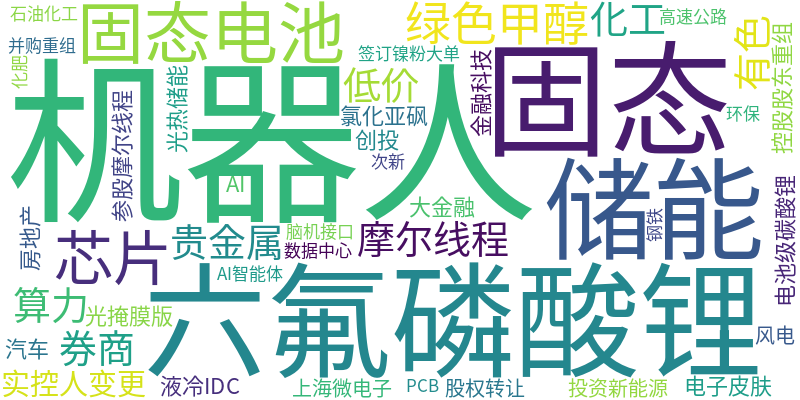 石油化工
固态电池
绿色甲醇
化工
高速公路
并购重组
签订镍粉大单
有色
控股股东重组
化肥
机器人
固态
光热储能
低价
金融科技
参股摩尔线程
氯化亚砜
创投
环保
次新
AI
储能
大金融
房地产
芯片
贵金属
脑机接口
数据中心
摩尔线程
钢铁
电池级碳酸锂
AI智能体
六氟磷酸锂
算力
光掩膜版
汽车
券商
风电
实控人变更
液冷IDC
上海微电子
PCB
股权转让
投资新能源
电子皮肤